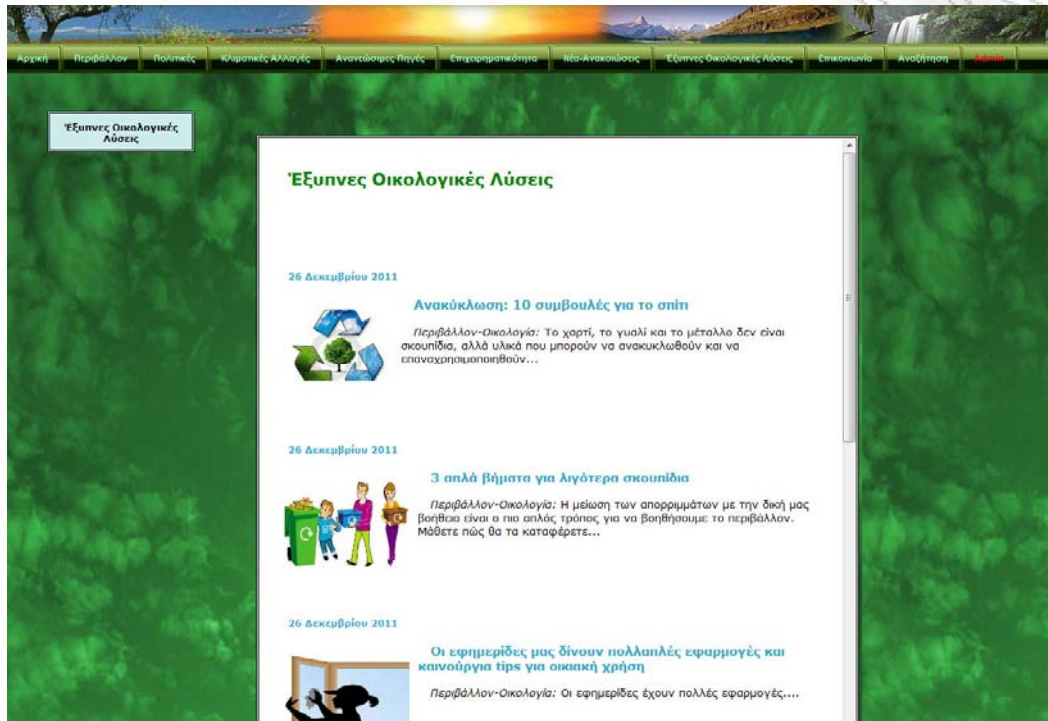 Αρχική Περιβάλλον Πολιτικές Κλιματικές Αλλαγές Ανανεώσιμες Πηγές Επιχειρηματικότητα Νέα-Ανακοινώσεις Έξυπνες Οικολογικές Λύσεις Επικοινωνία Αναζήτηση
Έξυπνες Οικολογικές
Λύσεις
Έξυπνες Οικολογικές Λύσεις
26 Δεκεμβρίου 2011
Ανακύκλωση: 10 συμβουλές για το σπίτι
Περιβάλλον-Οικολογία: Το χαρτί, το γυαλί και το μέταλλο δεν είναι
σκουπίδια, αλλά υλικά που μπορούν να ανακυκλωθούν και να
επαναχρησιμοποιηθούν...
26 Δεκεμβρίου 2011
3 απλά βήματα για λιγότερα σκουπίδια
Περιβάλλον-Οικολογία: Η μείωση των απορριμμάτων με την δική μας
βοήθεια είναι ο πιο απλός τρόπος για να βοηθήσουμε το περιβάλλον.
Μάθετε πώς θα τα καταφέρετε...
26 Δεκεμβρίου 2011
Οι εφημερίδες μας δίνουν πολλαπλές εφαρμογές και
καινούργια tips για οικιακή χρήση
Περιβάλλον-Οικολογία: Οι εφημερίδες έχουν πολλές εφαρμογές....